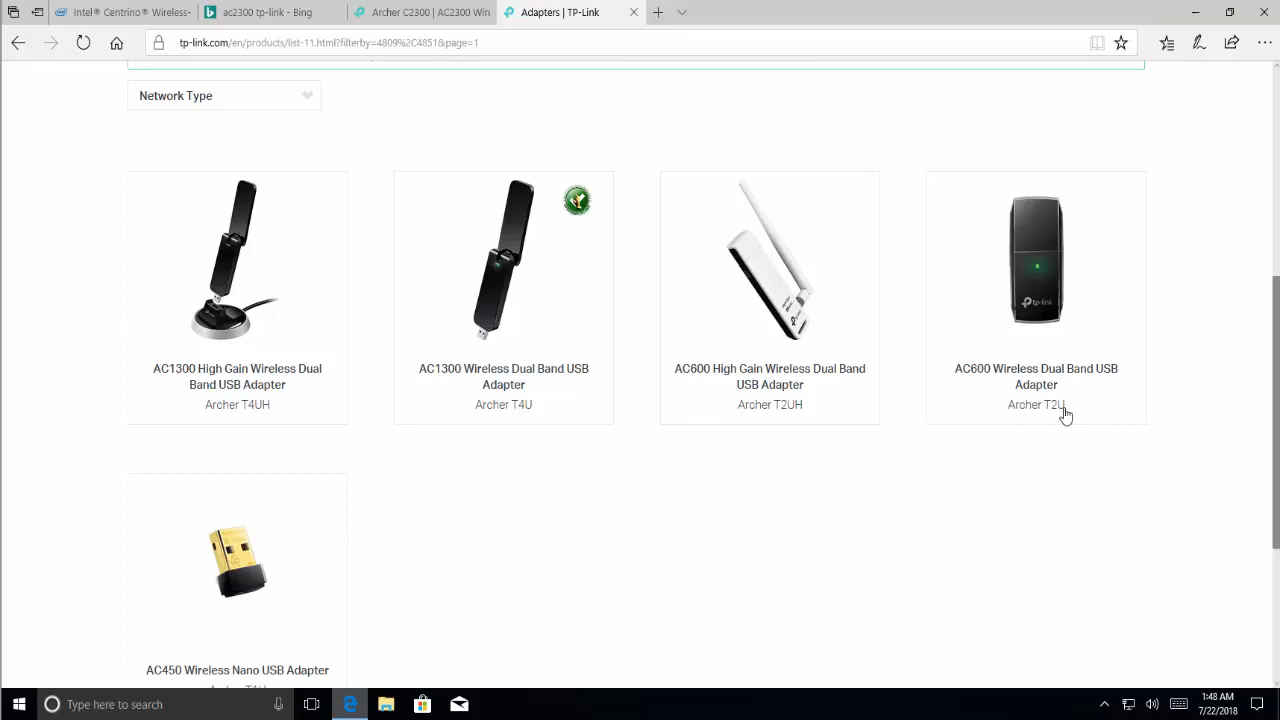 Intel® Centrino® Wireless-
ac2300 tp-link - Bing
Archer C2300 | AC2300 Wir
Adapters | TP-Link
tp-link.com/en/products/list-11.html?filterby=4809%2C4851&page=1
Network Type
tp-link
AC1300 High Gain Wireless Dual
Band USB Adapter
Archer T4UH
AC1300 Wireless Dual Band USB
Adapter
Archer T4U
AC600 High Gain Wireless Dual Band
USB Adapter
Archer T2UH
AC600 Wireless Dual Band USB
Adapter
Archer T2U
AC450 Wireless Nano USB Adapter
Type here to search
1:48 AM
7/22/2018